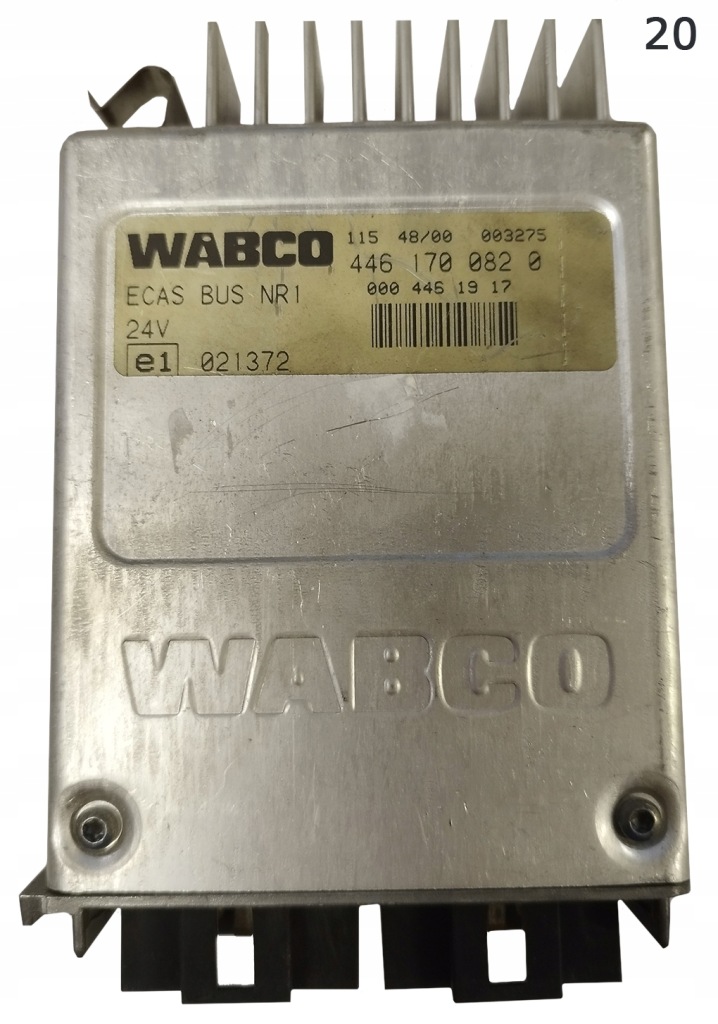 20
WABCO 115 48/00 003275
446 170 082 0
ECAS BUS NR1 000 446 19 17
24V
e1 021372
WABCO